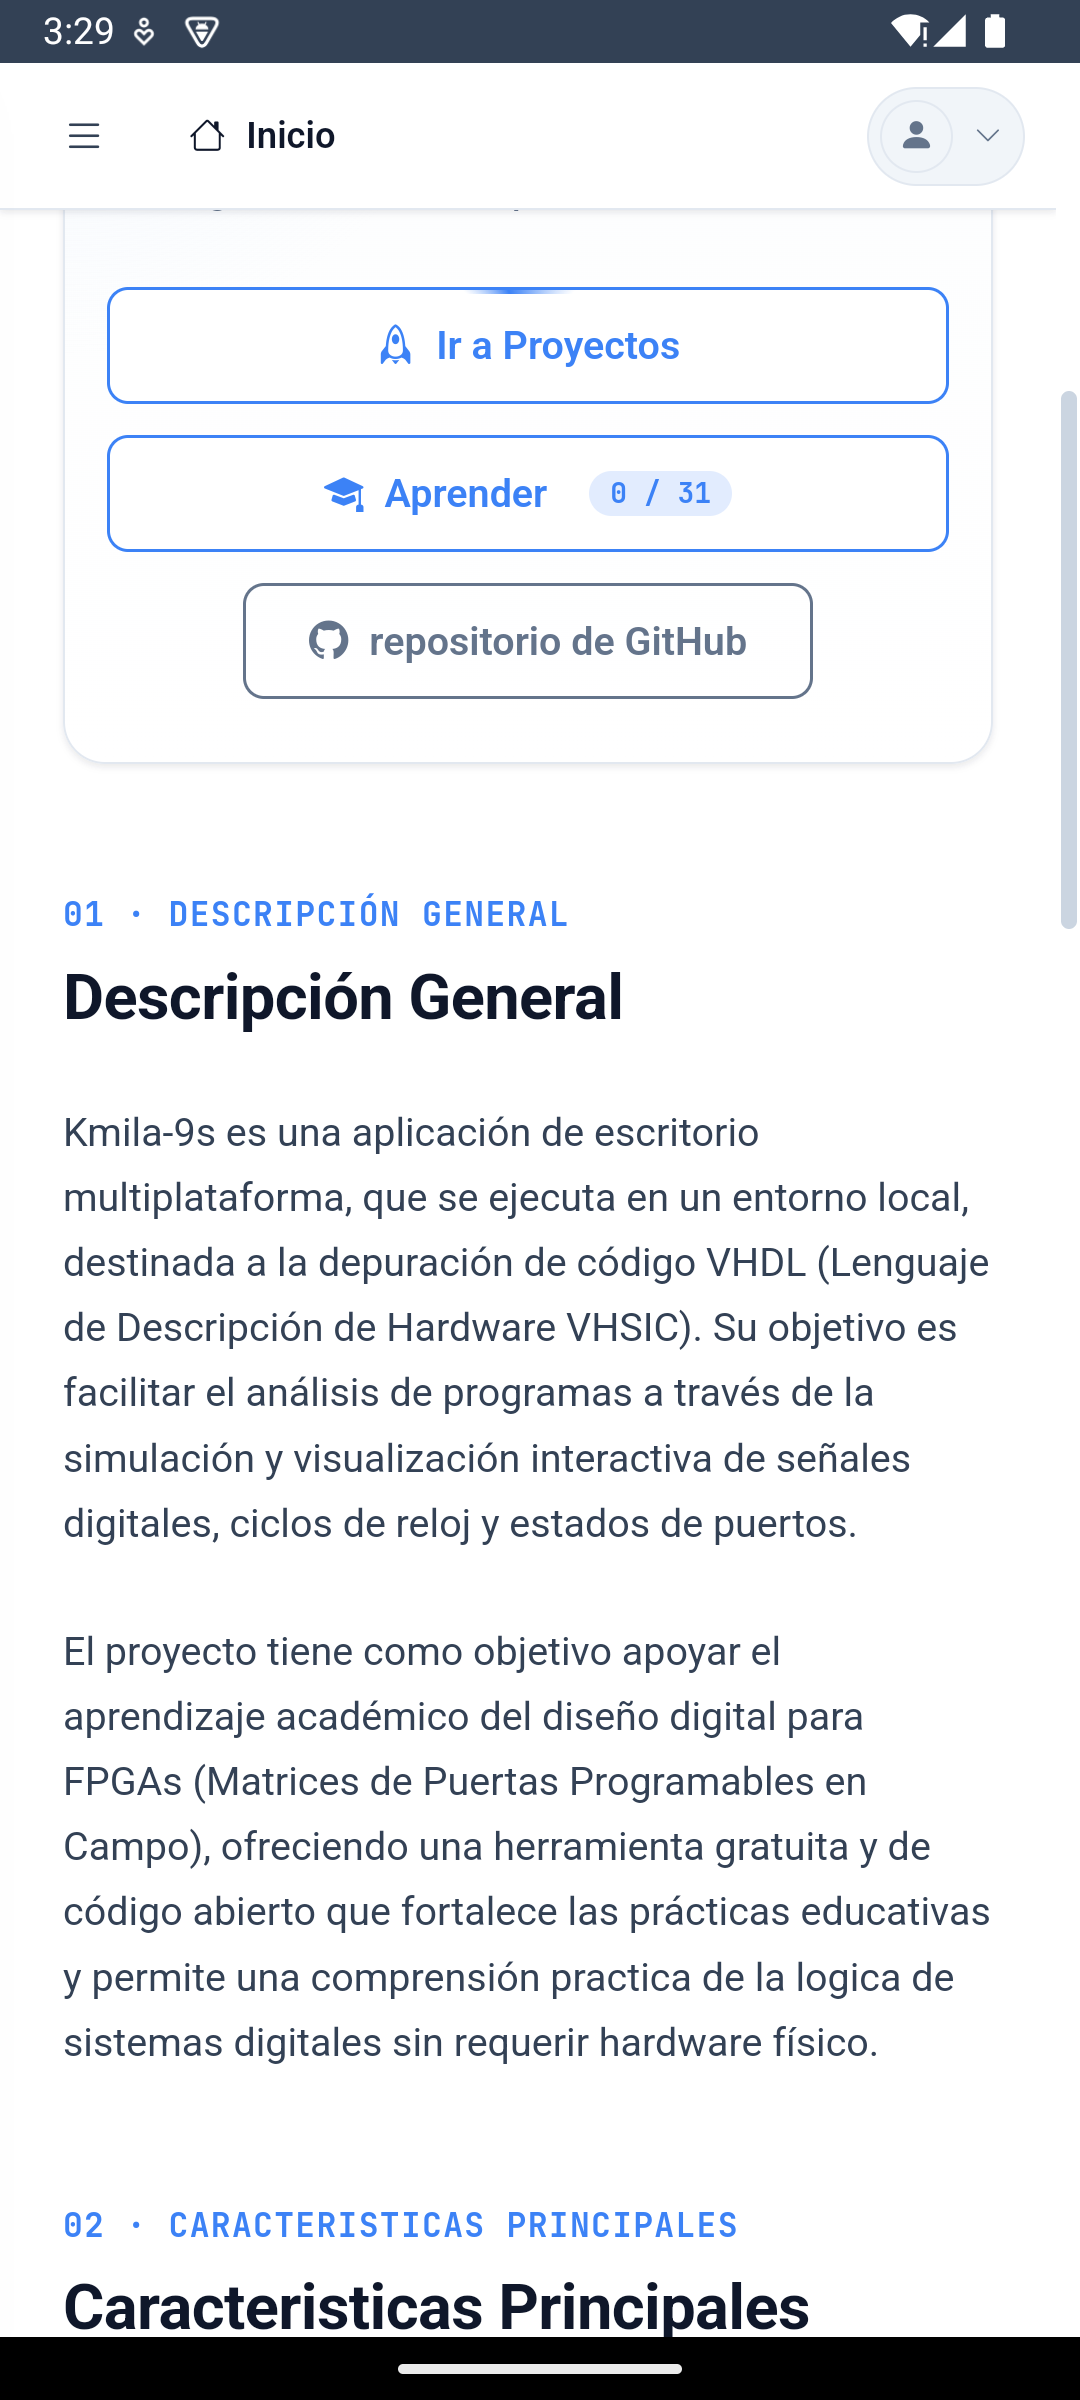 3:29
Inicio
Ir a Proyectos
Aprender 0 / 31
repositorio de GitHub
01 · DESCRIPCIÓN GENERAL
Descripción General
Kmila-9s es una aplicación de escritorio
multiplataforma, que se ejecuta en un entorno local,
destinada a la depuración de código VHDL (Lenguaje
de Descripción de Hardware VHSIC). Su objetivo es
facilitar el análisis de programas a través de la
simulación y visualización interactiva de señales
digitales, ciclos de reloj y estados de puertos.
El proyecto tiene como objetivo apoyar el
aprendizaje académico del diseño digital para
FPGAs (Matrices de Puertas Programables en
Campo), ofreciendo una herramienta gratuita y de
código abierto que fortalece las prácticas educativas
y permite una comprensión practica de la logica de
sistemas digitales sin requerir hardware físico.
02 · CARACTERISTICAS PRINCIPALES
Caracteristicas Principales